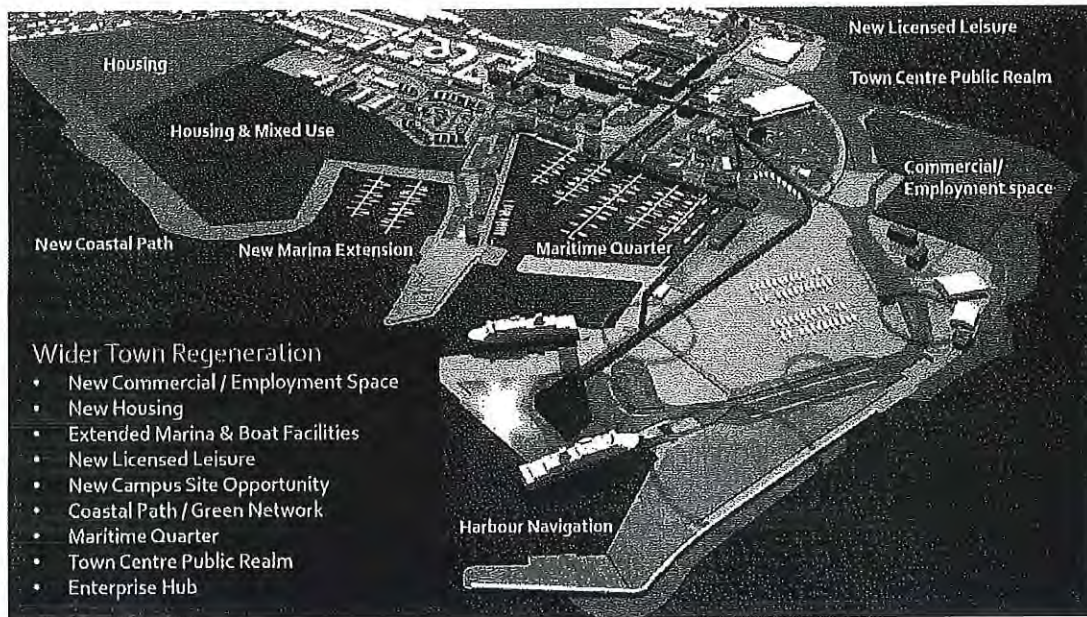 New Licensed Leisure
Housing
Town Centre Public Realm
Housing & Mixed Use
Commercial/
Employment space
New Coastal Path
New Marina Extension
Maritime Quarter
Wider Town Regeneration
• New Commercial / Employment Space
• New Housing
• Extended Marina & Boat Facilities
• New Licensed Leisure
• New Campus Site Opportunity
• Coastal Path / Green Network
• Maritime Quarter
• Town Centre Public Realm
• Enterprise Hub
Harbour Navigation